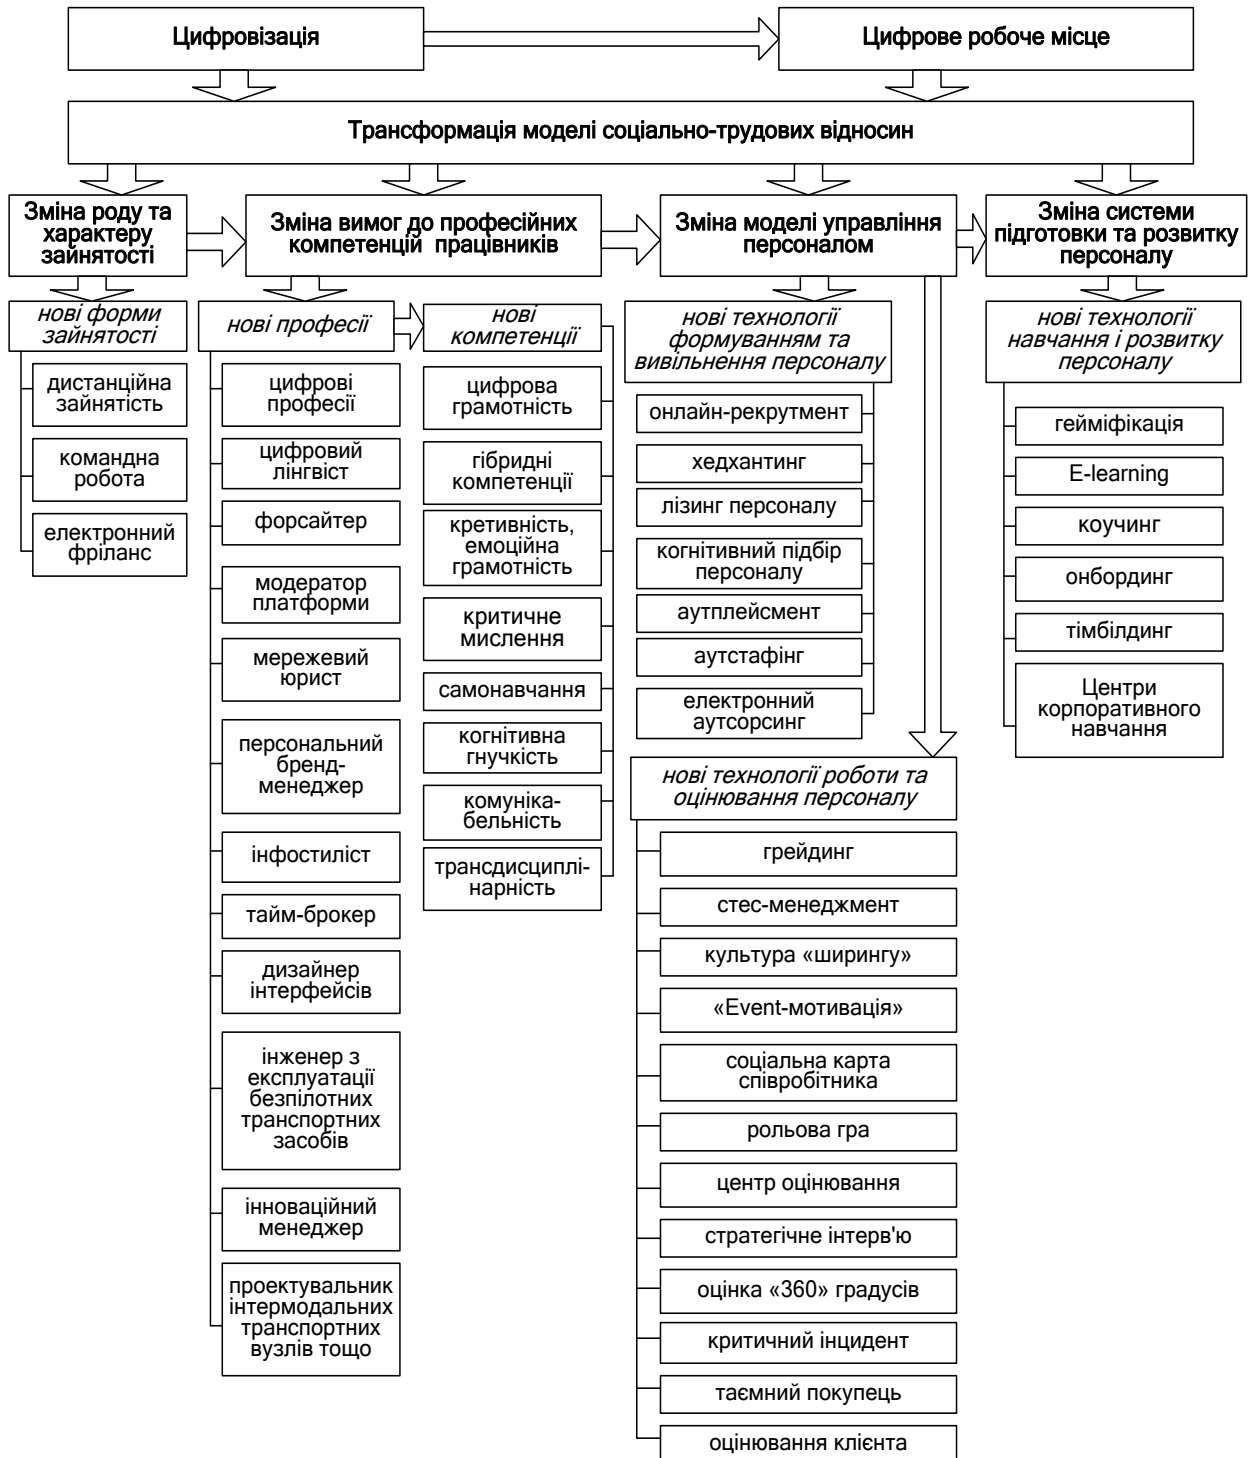 Цифровізація
Цифрове робоче місце
Трансформація моделі соціально-трудових відносин
Зміна роду та
характеру
зайнятості
Зміна вимог до професійних
компетенцій працівників
Зміна моделі управління
персоналом
Зміна системи
підготовки та розвитку
персоналу
нові форми
зайнятості
дистанційна
зайнятість
командна
робота
електронний
фріланс
нові професії
цифрові
професії
цифровий
лінгвіст
форсайтер
модератор
платформи
мережевий
юрист
персональний
бренд-
менеджер
інфостиліст
тайм-брокер
дизайнер
інтерфейсів
інженер з
експлуатації
безпілотних
транспортних
засобів
інноваційний
менеджер
проектувальник
інтермодальних
транспортних
вузлів тощо
нові
компетенції
цифрова
грамотність
гібридні
компетенції
кретивність,
емоційна
грамотність
критичне
мислення
самонавчання
когнітивна
гнучкість
комуніка-
бельність
трансдисциплі-
нарність
нові технології
формуванням та
вивільнення персоналу
онлайн-рекрутмент
хедхантинг
лізинг персоналу
когнітивний підбір
персоналу
аутплейсмент
аутстафінг
електронний
аутсорсинг
нові технології роботи та
оцінювання персоналу
грейдинг
стес-менеджмент
культура «ширингу»
«Event-мотивація»
соціальна карта
співробітника
рольова гра
центр оцінювання
стратегічне інтерв'ю
оцінка «360» градусів
критичний інцидент
таємний покупець
оцінювання клієнта
нові технології
навчання і розвитку
персоналу
гейміфікація
E-learning
коучинг
онбординг
тімбілдинг
Центри
корпоративного
навчання